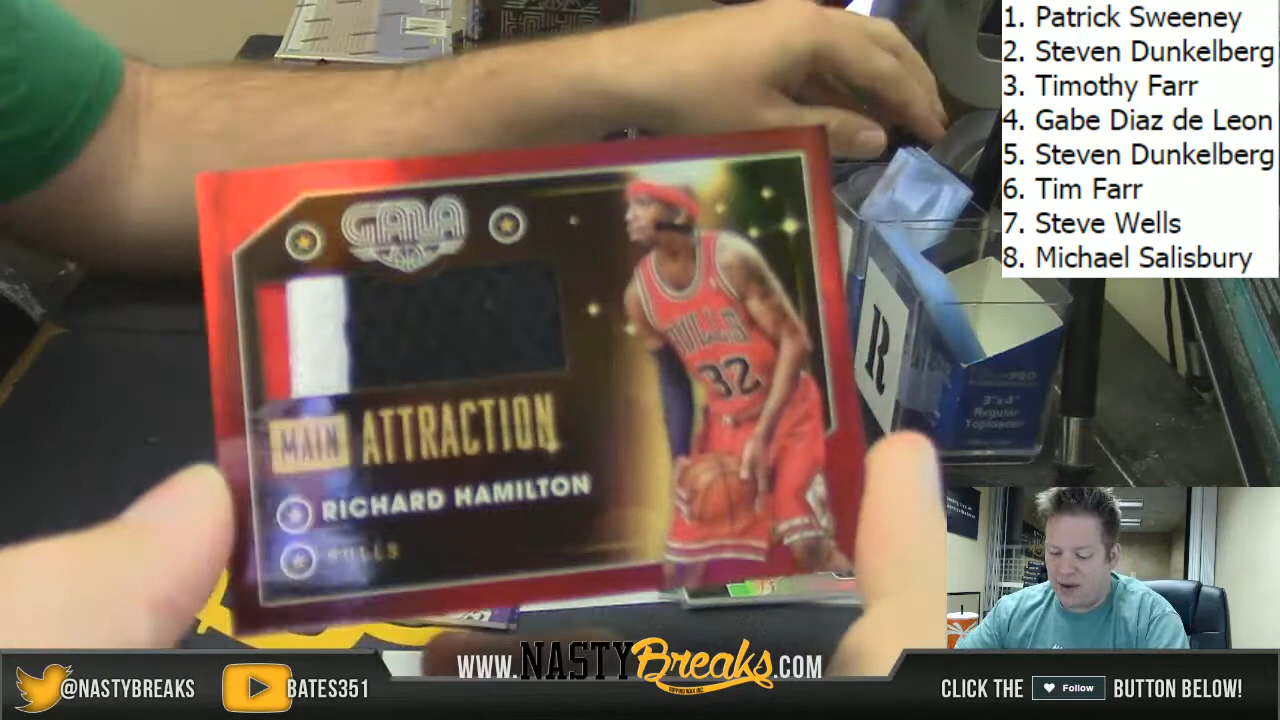 1. Patrick Sweeney
2. Steven Dunkelberg
3. Timothy Farr
4. Gabe Diaz de Leon
5. Steven Dunkelberg
6. Tim Farr
7. Steve Wells
8. Michael Salisbury
GALA
MAIN ATTRACTION
RICHARD HAMILTON
BULLS
BULLS
32
R
3"x4"
Regular
Toploader
@NASTYBREAKS
BATES351
WWW.NASTYBreaks.COM
CLICK THE Follow BUTTON BELOW!